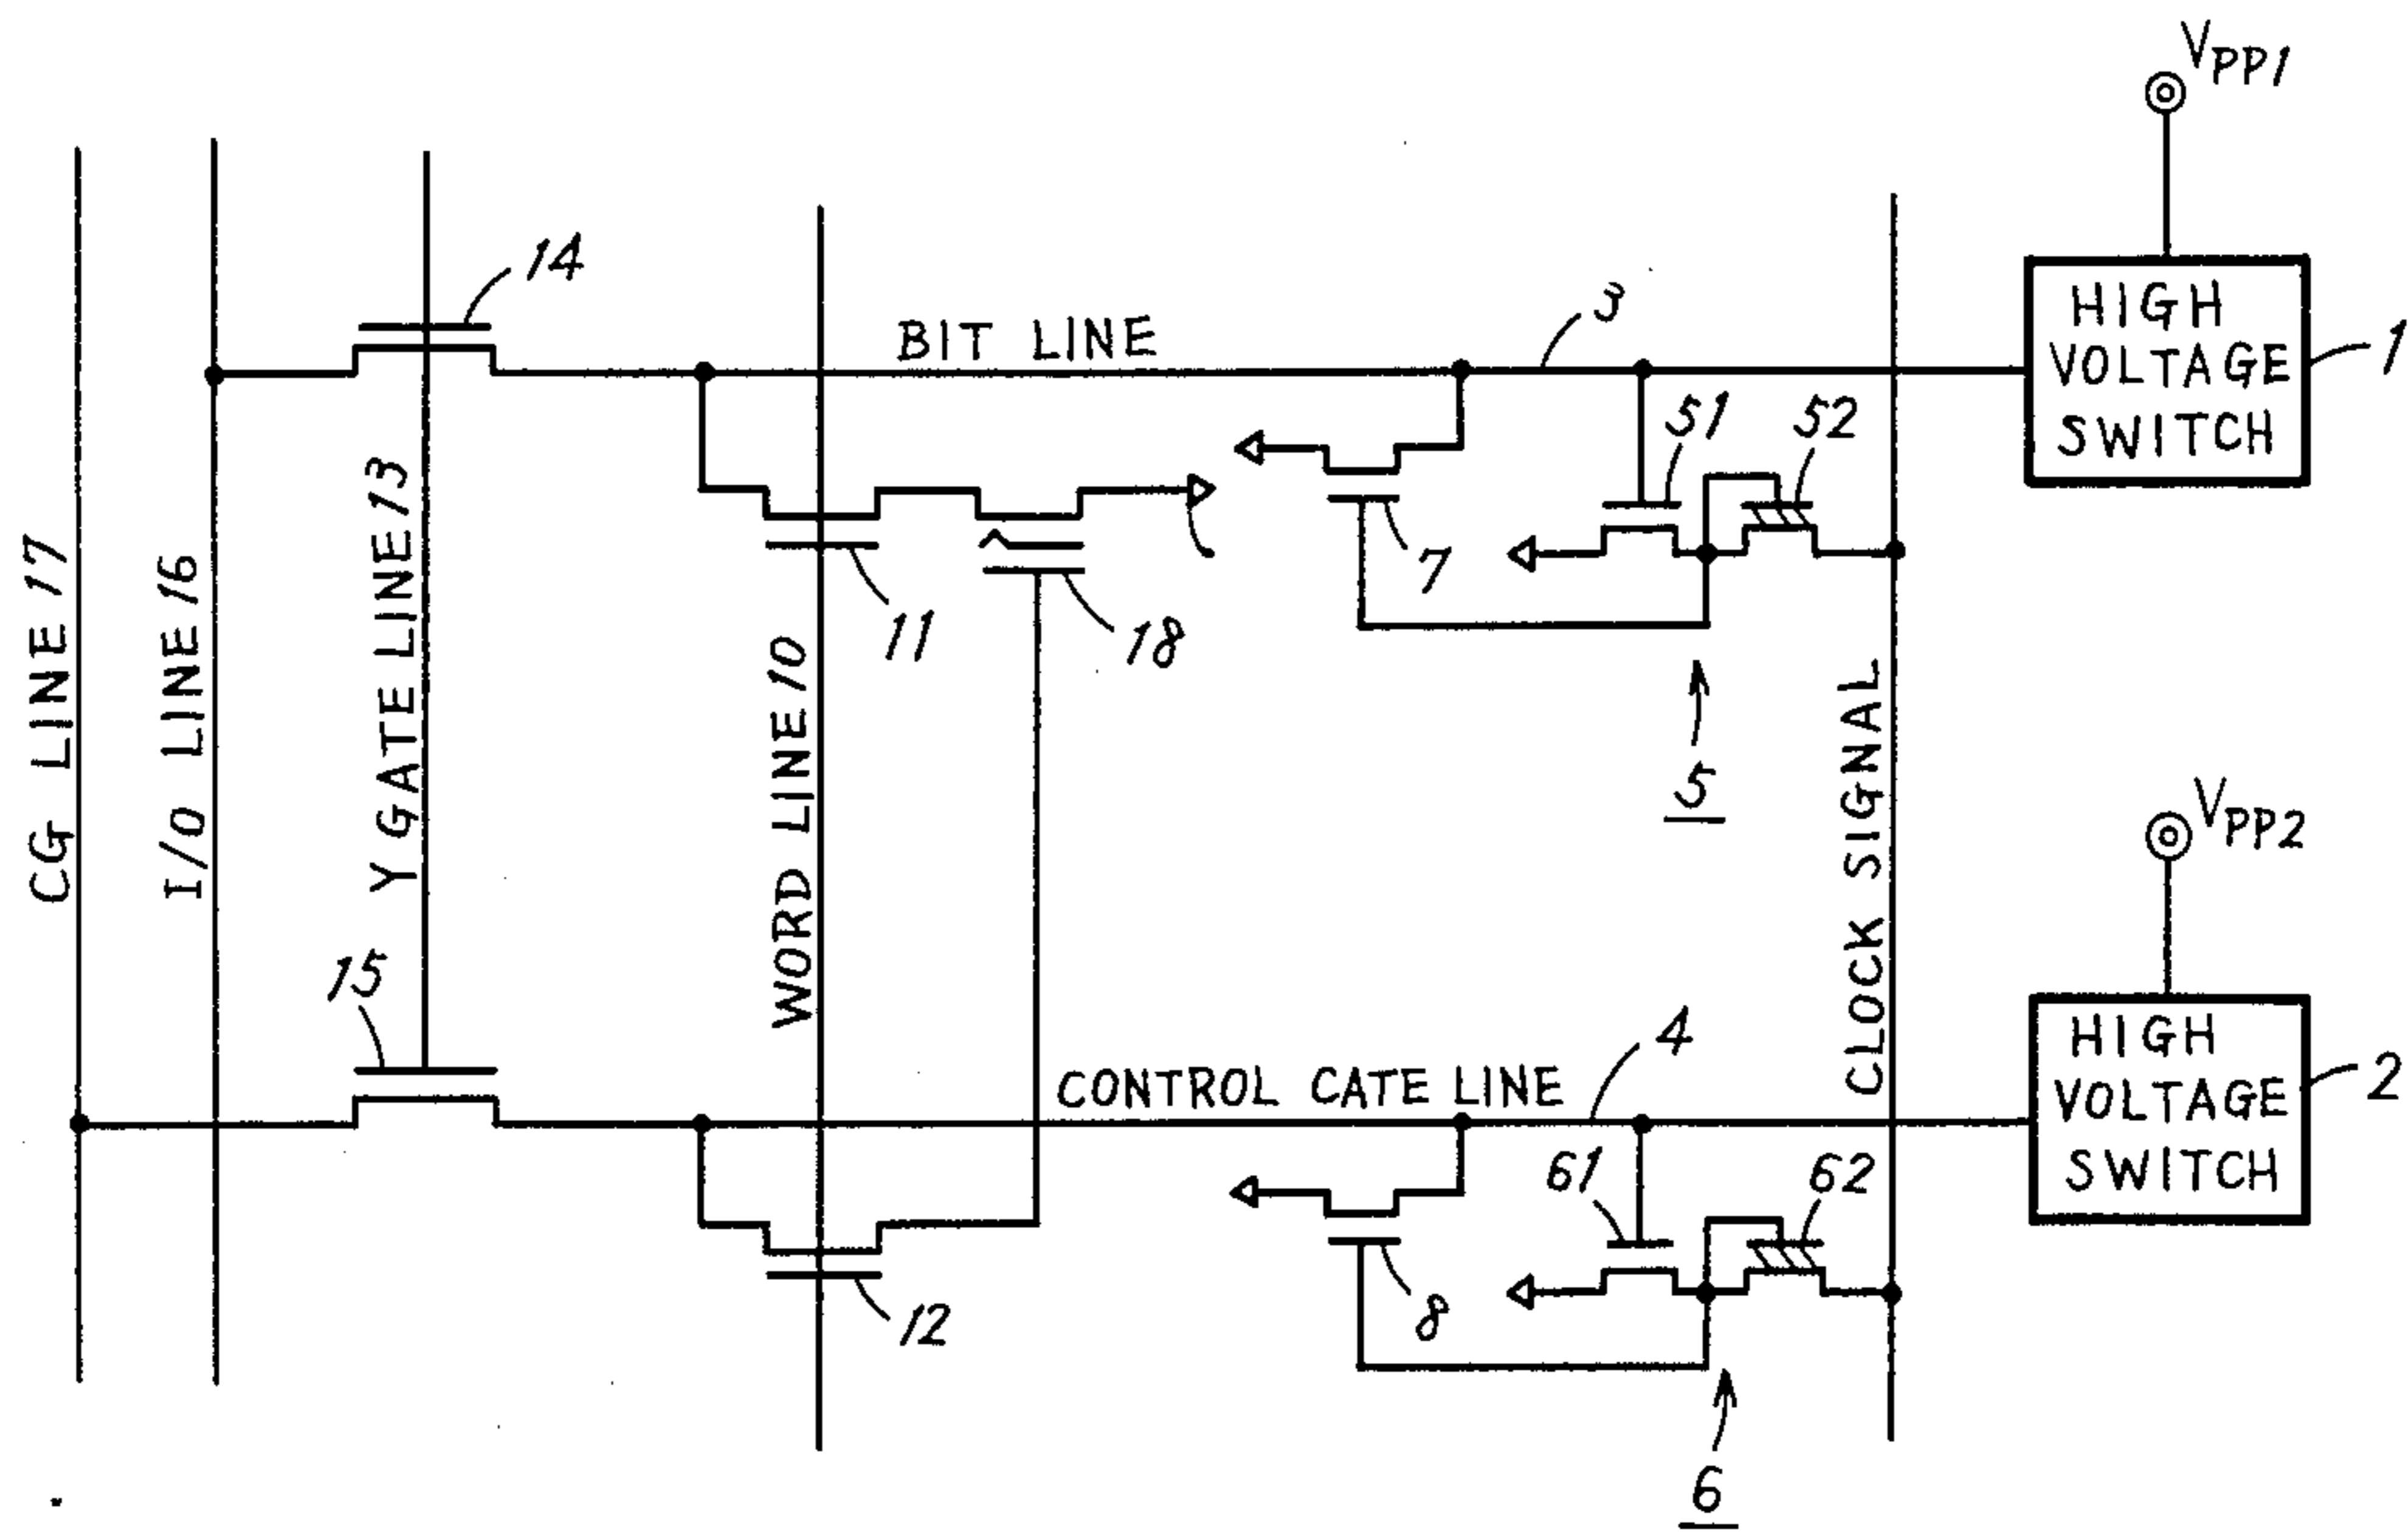 VPP1
14
3
BIT LINE
HIGH
VOLTAGE
SWITCH
1
51
52
7
11
18
CG LINE 17
I/O LINE 16
Y GATE LINE 13
WORD LINE 10
CLOCK SIGNAL
5
VPP2
15
4
CONTROL CATE LINE
HIGH
VOLTAGE
SWITCH
2
61
62
8
12
6